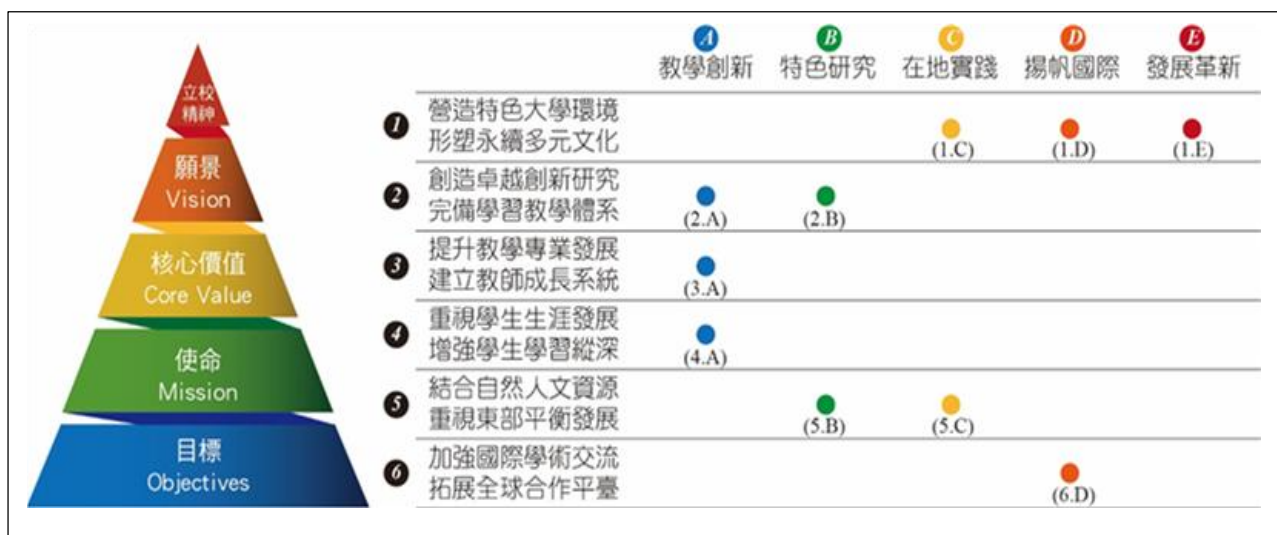 立校
精神
願景
Vision
核心價值
Core Value
使命
Mission
目標
Objectives
A B C D E
教學創新 特色研究 在地實踐 揚帆國際 發展革新
1 營造特色大學環境
形塑永續多元文化
(1.C) (1.D) (1.E)
2 創造卓越創新研究
完備學習教學體系
(2.A) (2.B)
3 提升教學專業發展
建立教師成長系統
(3.A)
4 重視學生生涯發展
增強學生學習縱深
(4.A)
5 結合自然人文資源
重視東部平衡發展
(5.B) (5.C)
6 加強國際學術交流
拓展全球合作平臺
(6.D)